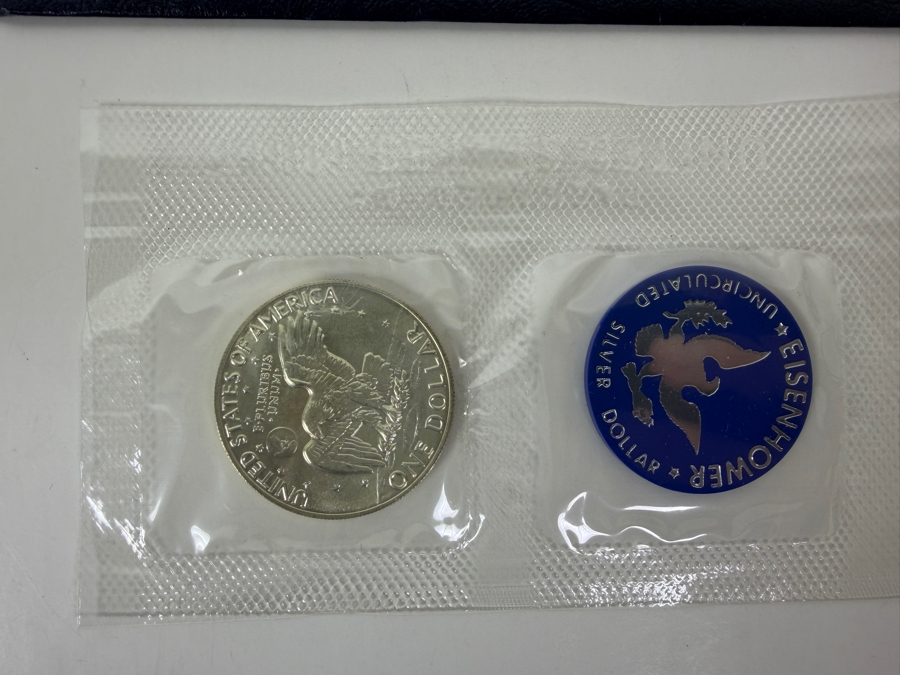 UNITED STATES OF AMERICA
E·PLURIBUS
UNUM
ONE DOLLAR
EISENHOWER
UNCIRCULATED SILVER DOLLAR